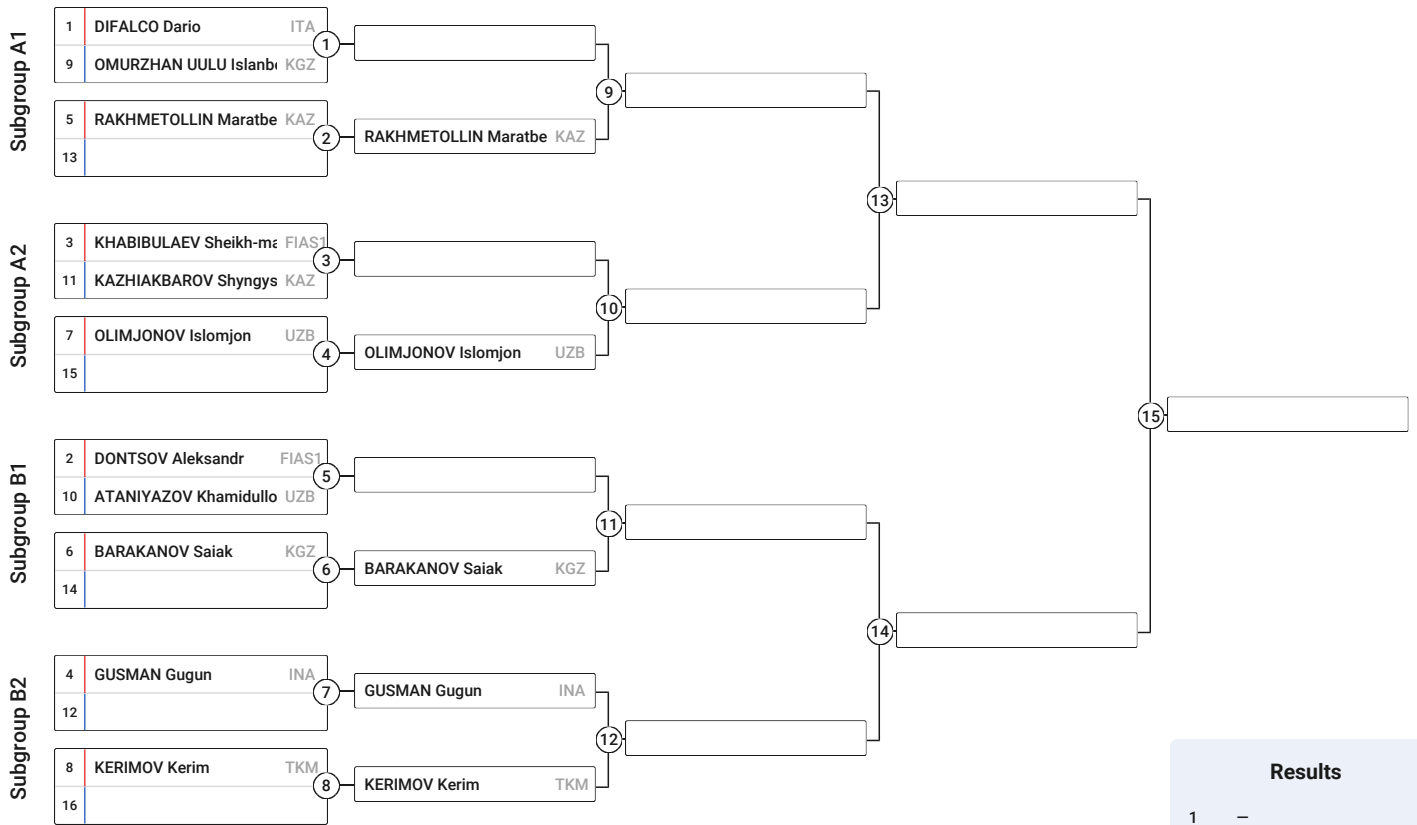 Subgroup A1
1 DIFALCO Dario ITA
9 OMURZHAN UULU Islanb KGZ
1
5 RAKHMETOLLIN Maratbe KAZ
13
2
RAKHMETOLLIN Maratbe KAZ
9
Subgroup A2
3 KHABIBULAEV Sheikh-ma FIAS1
11 KAZHIAKBAROV Shyngys KAZ
3
7 OLIMJONOV Islomjon UZB
15
4
OLIMJONOV Islomjon UZB
10
13
Subgroup B1
2 DONTSOV Aleksandr FIAS1
10 ATANIYAZOV Khamidullo UZB
5
6 BARAKANOV Saiak KGZ
14
6
BARAKANOV Saiak KGZ
11
Subgroup B2
4 GUSMAN Gugun INA
12
7
GUSMAN Gugun INA
8 KERIMOV Kerim TKM
16
8
KERIMOV Kerim TKM
12
14
15
Results
1 –